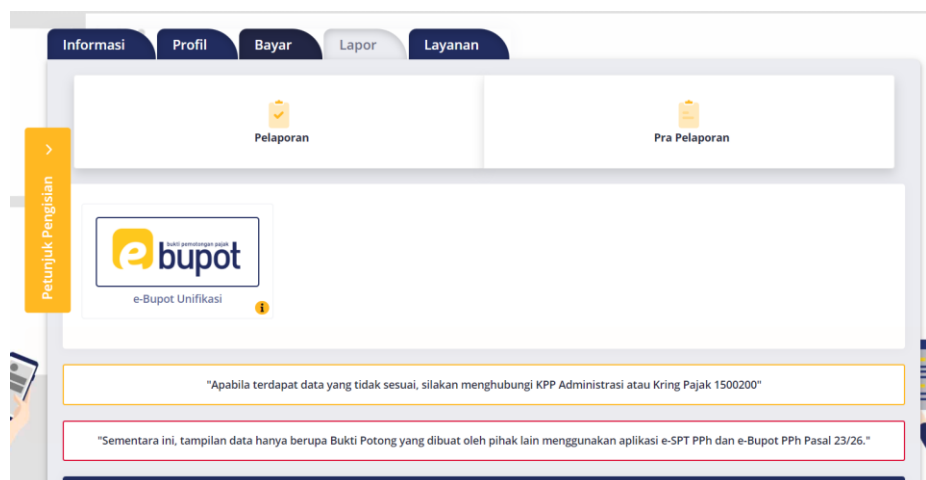 Informasi
Profil
Bayar
Lapor
Layanan
Pelaporan
Pra Pelaporan
Petunjuk Pengisian
bukti pemotongan pajak
e bupot
e-Bupot Unifikasi
i
"Apabila terdapat data yang tidak sesuai, silakan menghubungi KPP Administrasi atau Kring Pajak 1500200"
"Sementara ini, tampilan data hanya berupa Bukti Potong yang dibuat oleh pihak lain menggunakan aplikasi e-SPT PPh dan e-Bupot PPh Pasal 23/26."